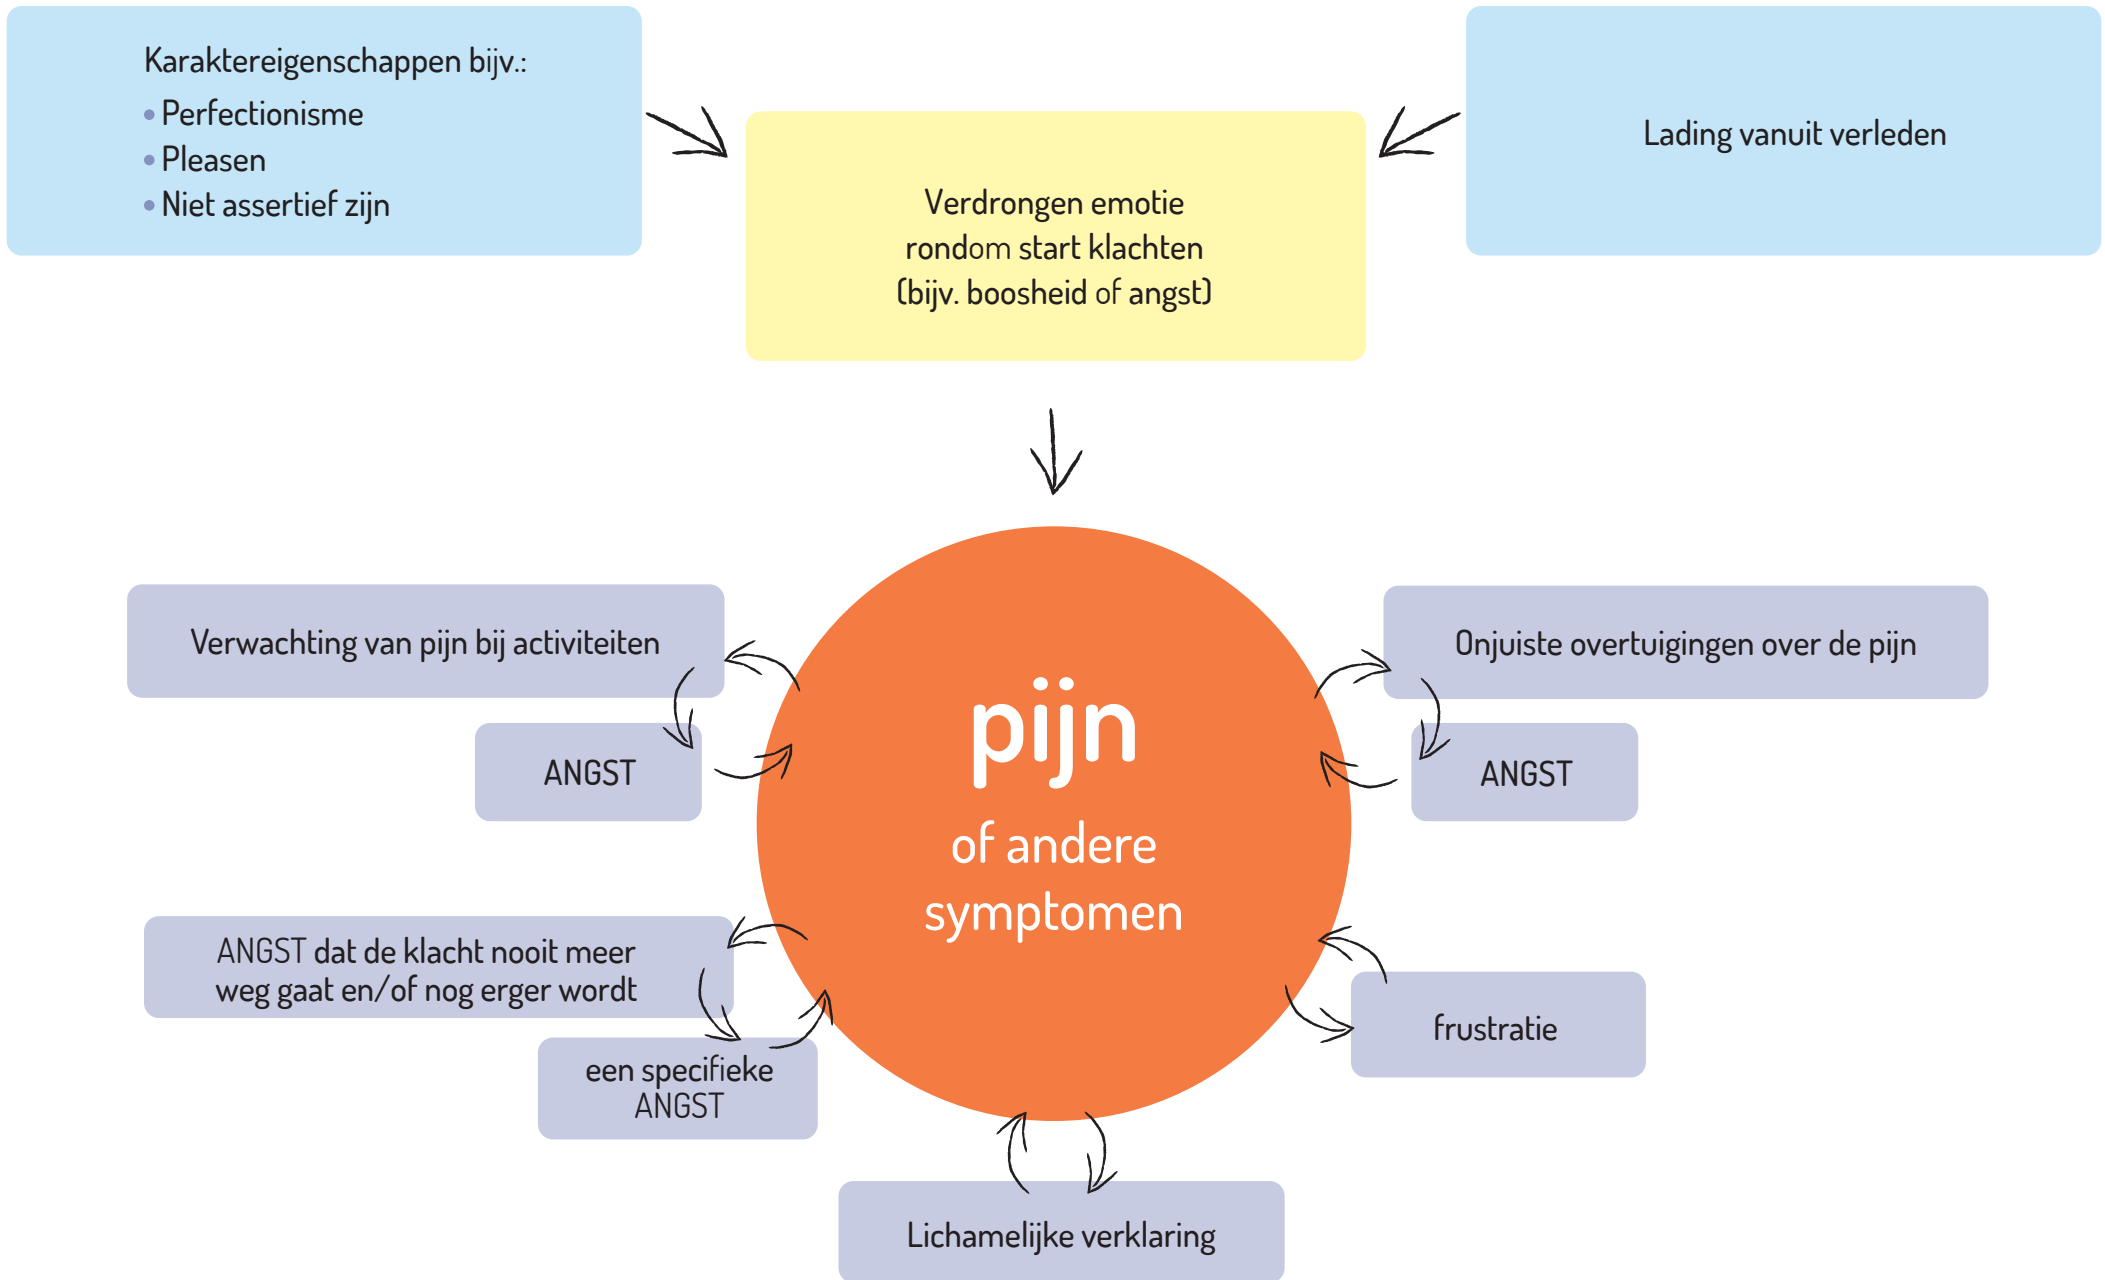 Karaktereigenschappen bijv.:
• Perfectionisme
• Pleasen
• Niet assertief zijn
Verdrongen emotie
rondom start klachten
(bijv. boosheid of angst)
Lading vanuit verleden
Verwachting van pijn bij activiteiten
ANGST
pijn
of andere
symptomen
Onjuiste overtuigingen over de pijn
ANGST
ANGST dat de klacht nooit meer
weg gaat en/of nog erger wordt
een specifieke
ANGST
frustratie
Lichamelijke verklaring